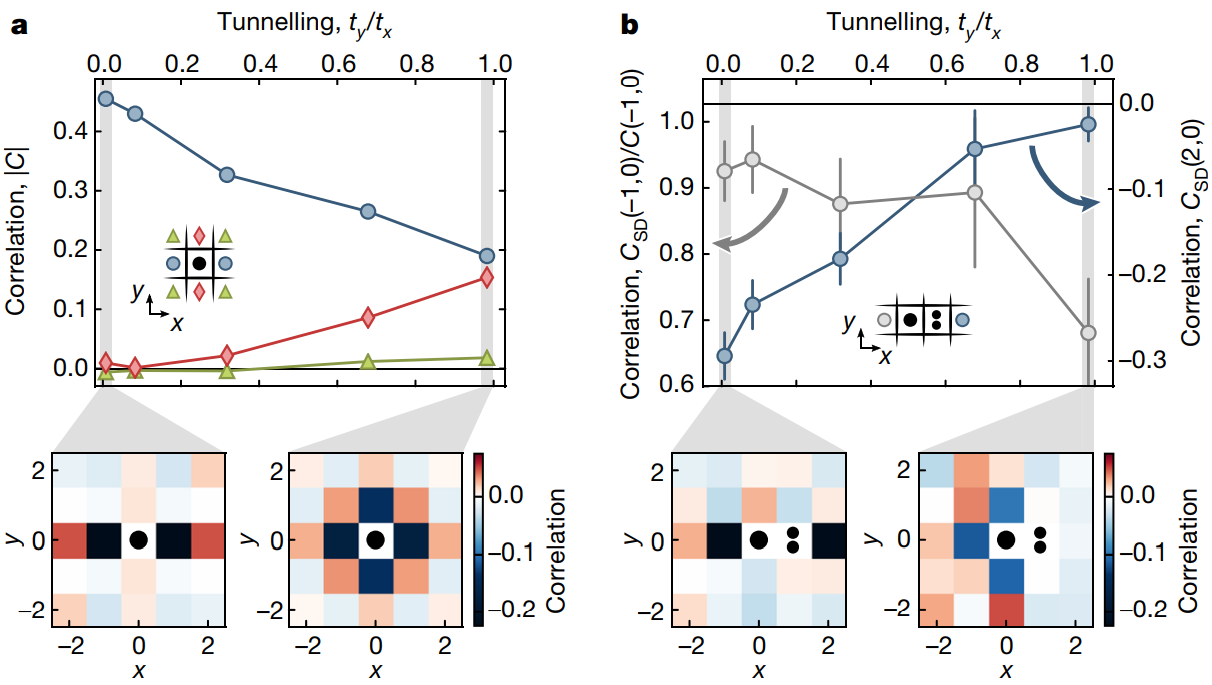 a
Tunnelling, t_y/t_x
0.0 0.2 0.4 0.6 0.8 1.0
Correlation, |C|
0.4
0.3
0.2
0.1
0.0
y
x
2
0
−2
y
−2 0 2
x
2
0
−2
y
−2 0 2
x
0.0
−0.1
−0.2
Correlation
b
Tunnelling, t_y/t_x
0.0 0.2 0.4 0.6 0.8 1.0
Correlation, C_SD(−1,0)/C(−1,0)
1.0
0.9
0.8
0.7
0.6
0.0
−0.1
−0.2
−0.3
Correlation, C_SD(2,0)
y
x
2
0
−2
y
−2 0 2
x
2
0
−2
y
−2 0 2
x
0.0
−0.1
−0.2
Correlation